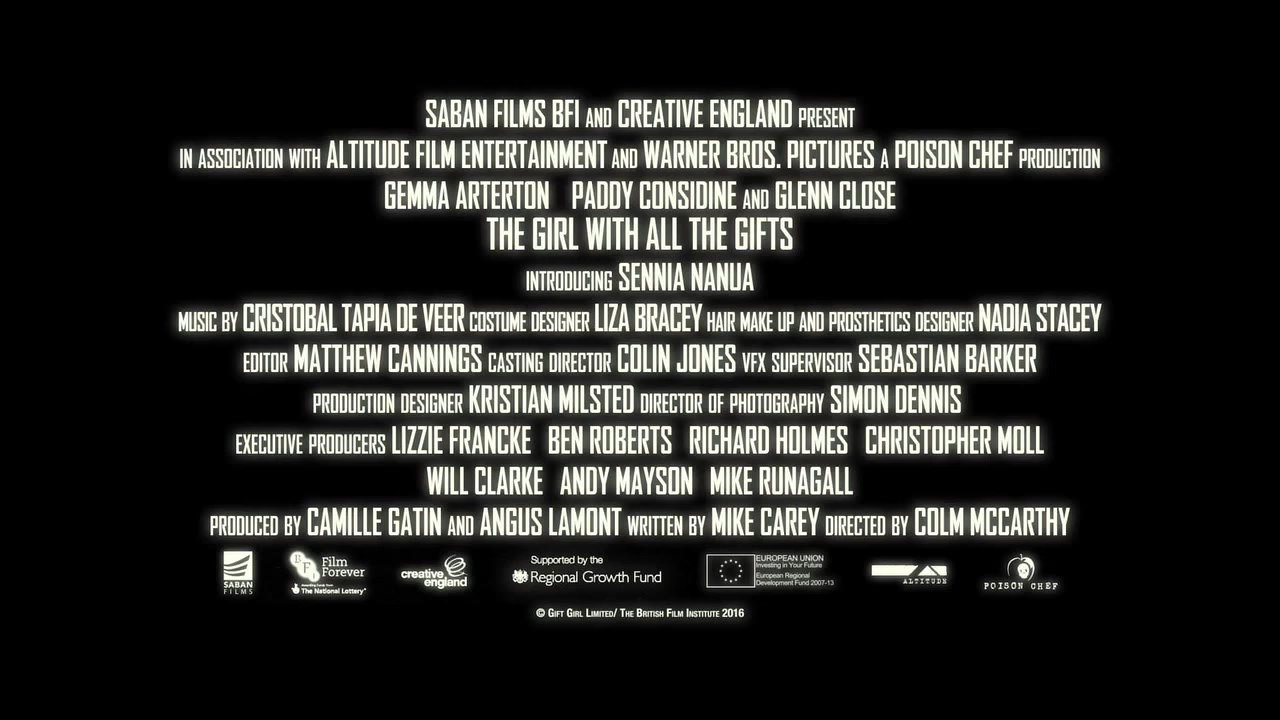 SABAN FILMS BFI AND CREATIVE ENGLAND PRESENT
IN ASSOCIATION WITH ALTITUDE FILM ENTERTAINMENT AND WARNER BROS. PICTURES A POISON CHEF PRODUCTION
GEMMA ARTERTON PADDY CONSIDINE AND GLENN CLOSE
THE GIRL WITH ALL THE GIFTS
INTRODUCING SENNIA NANUA
MUSIC BY CRISTOBAL TAPIA DE VEER COSTUME DESIGNER LIZA BRACEY HAIR MAKE UP AND PROSTHETICS DESIGNER NADIA STACEY
EDITOR MATTHEW CANNINGS CASTING DIRECTOR COLIN JONES VFX SUPERVISOR SEBASTIAN BARKER
PRODUCTION DESIGNER KRISTIAN MILSTED DIRECTOR OF PHOTOGRAPHY SIMON DENNIS
EXECUTIVE PRODUCERS LIZZIE FRANCKE BEN ROBERTS RICHARD HOLMES CHRISTOPHER MOLL
WILL CLARKE ANDY MAYSON MIKE RUNAGALL
PRODUCED BY CAMILLE GATIN AND ANGUS LAMONT WRITTEN BY MIKE CAREY DIRECTED BY COLM MCCARTHY
SABAN
FILMS
BFI
Film
Forever
Awarding funds from
The National Lottery®
creative
england
Supported by the
Regional Growth Fund
EUROPEAN UNION
Investing in Your Future
European Regional
Development Fund 2007-13
ALTITUDE
POISON CHEF
© GIFT GIRL LIMITED/ THE BRITISH FILM INSTITUTE 2016